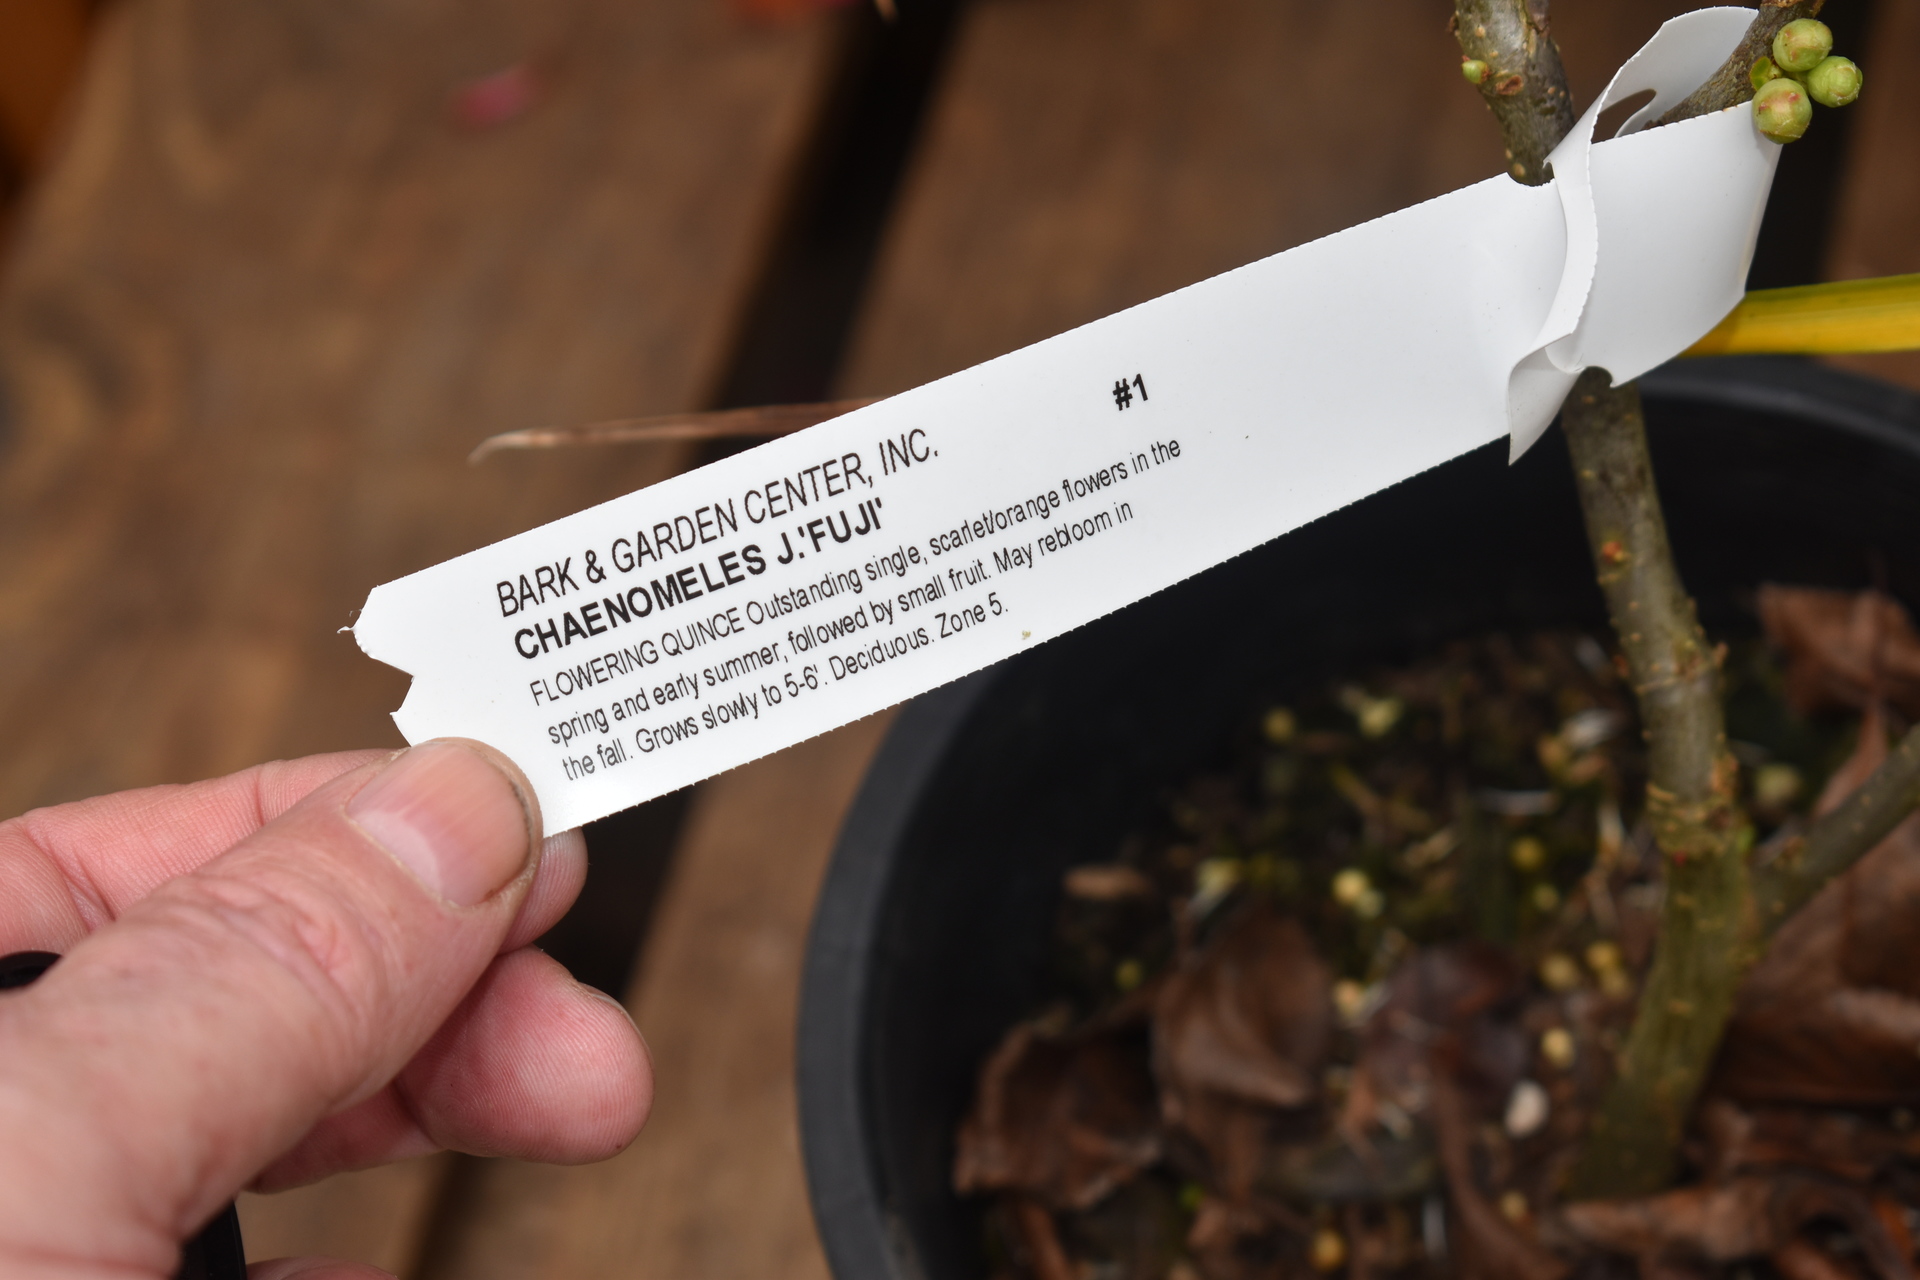 BARK & GARDEN CENTER, INC. #1
CHAENOMELES J.'FUJI'
FLOWERING QUINCE Outstanding single, scarlet/orange flowers in the
spring and early summer, followed by small fruit. May rebloom in
the fall. Grows slowly to 5-6'. Deciduous. Zone 5.